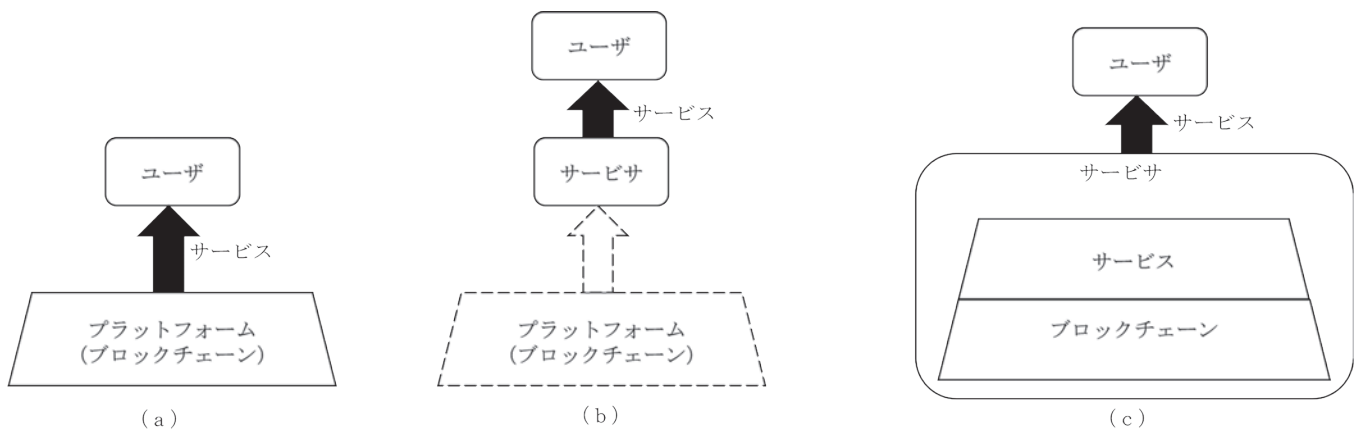 ユーザ
サービス
プラットフォーム
(ブロックチェーン)
(a)
ユーザ
サービス
サービサ
プラットフォーム
(ブロックチェーン)
(b)
ユーザ
サービス
サービサ
サービス
ブロックチェーン
(c)